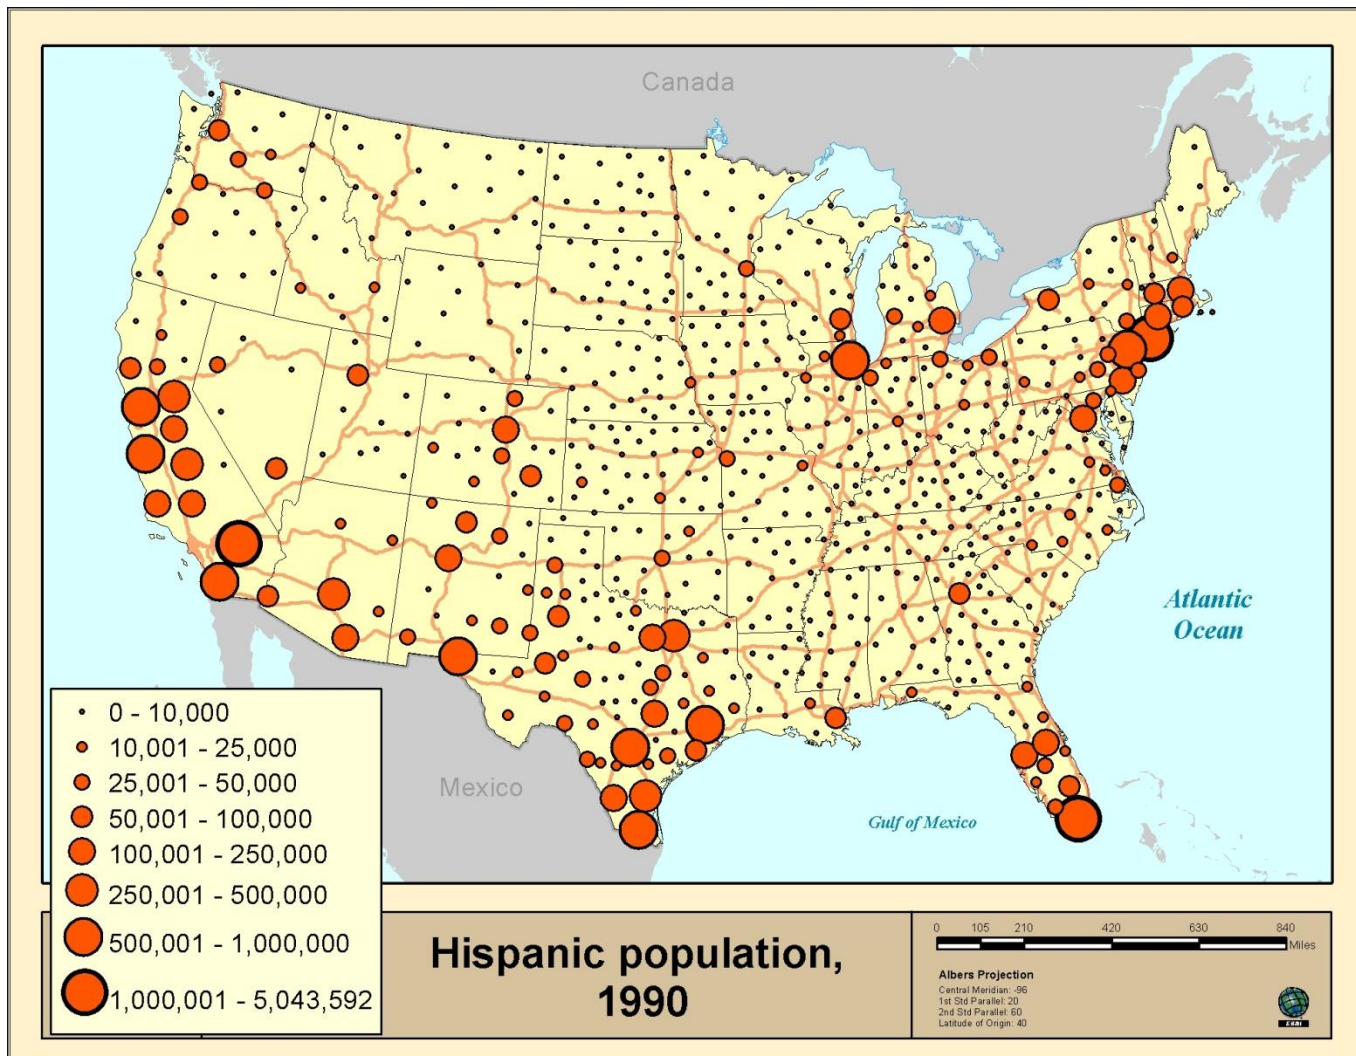 Canada
Atlantic
Ocean
Mexico
Gulf of Mexico
0 - 10,000
10,001 - 25,000
25,001 - 50,000
50,001 - 100,000
100,001 - 250,000
250,001 - 500,000
500,001 - 1,000,000
1,000,001 - 5,043,592
Hispanic population,
1990
0 105 210 420 630 840
Miles
Albers Projection
Central Meridian: -96
1st Std Parallel: 20
2nd Std Parallel: 60
Latitude of Origin: 40
ESRI